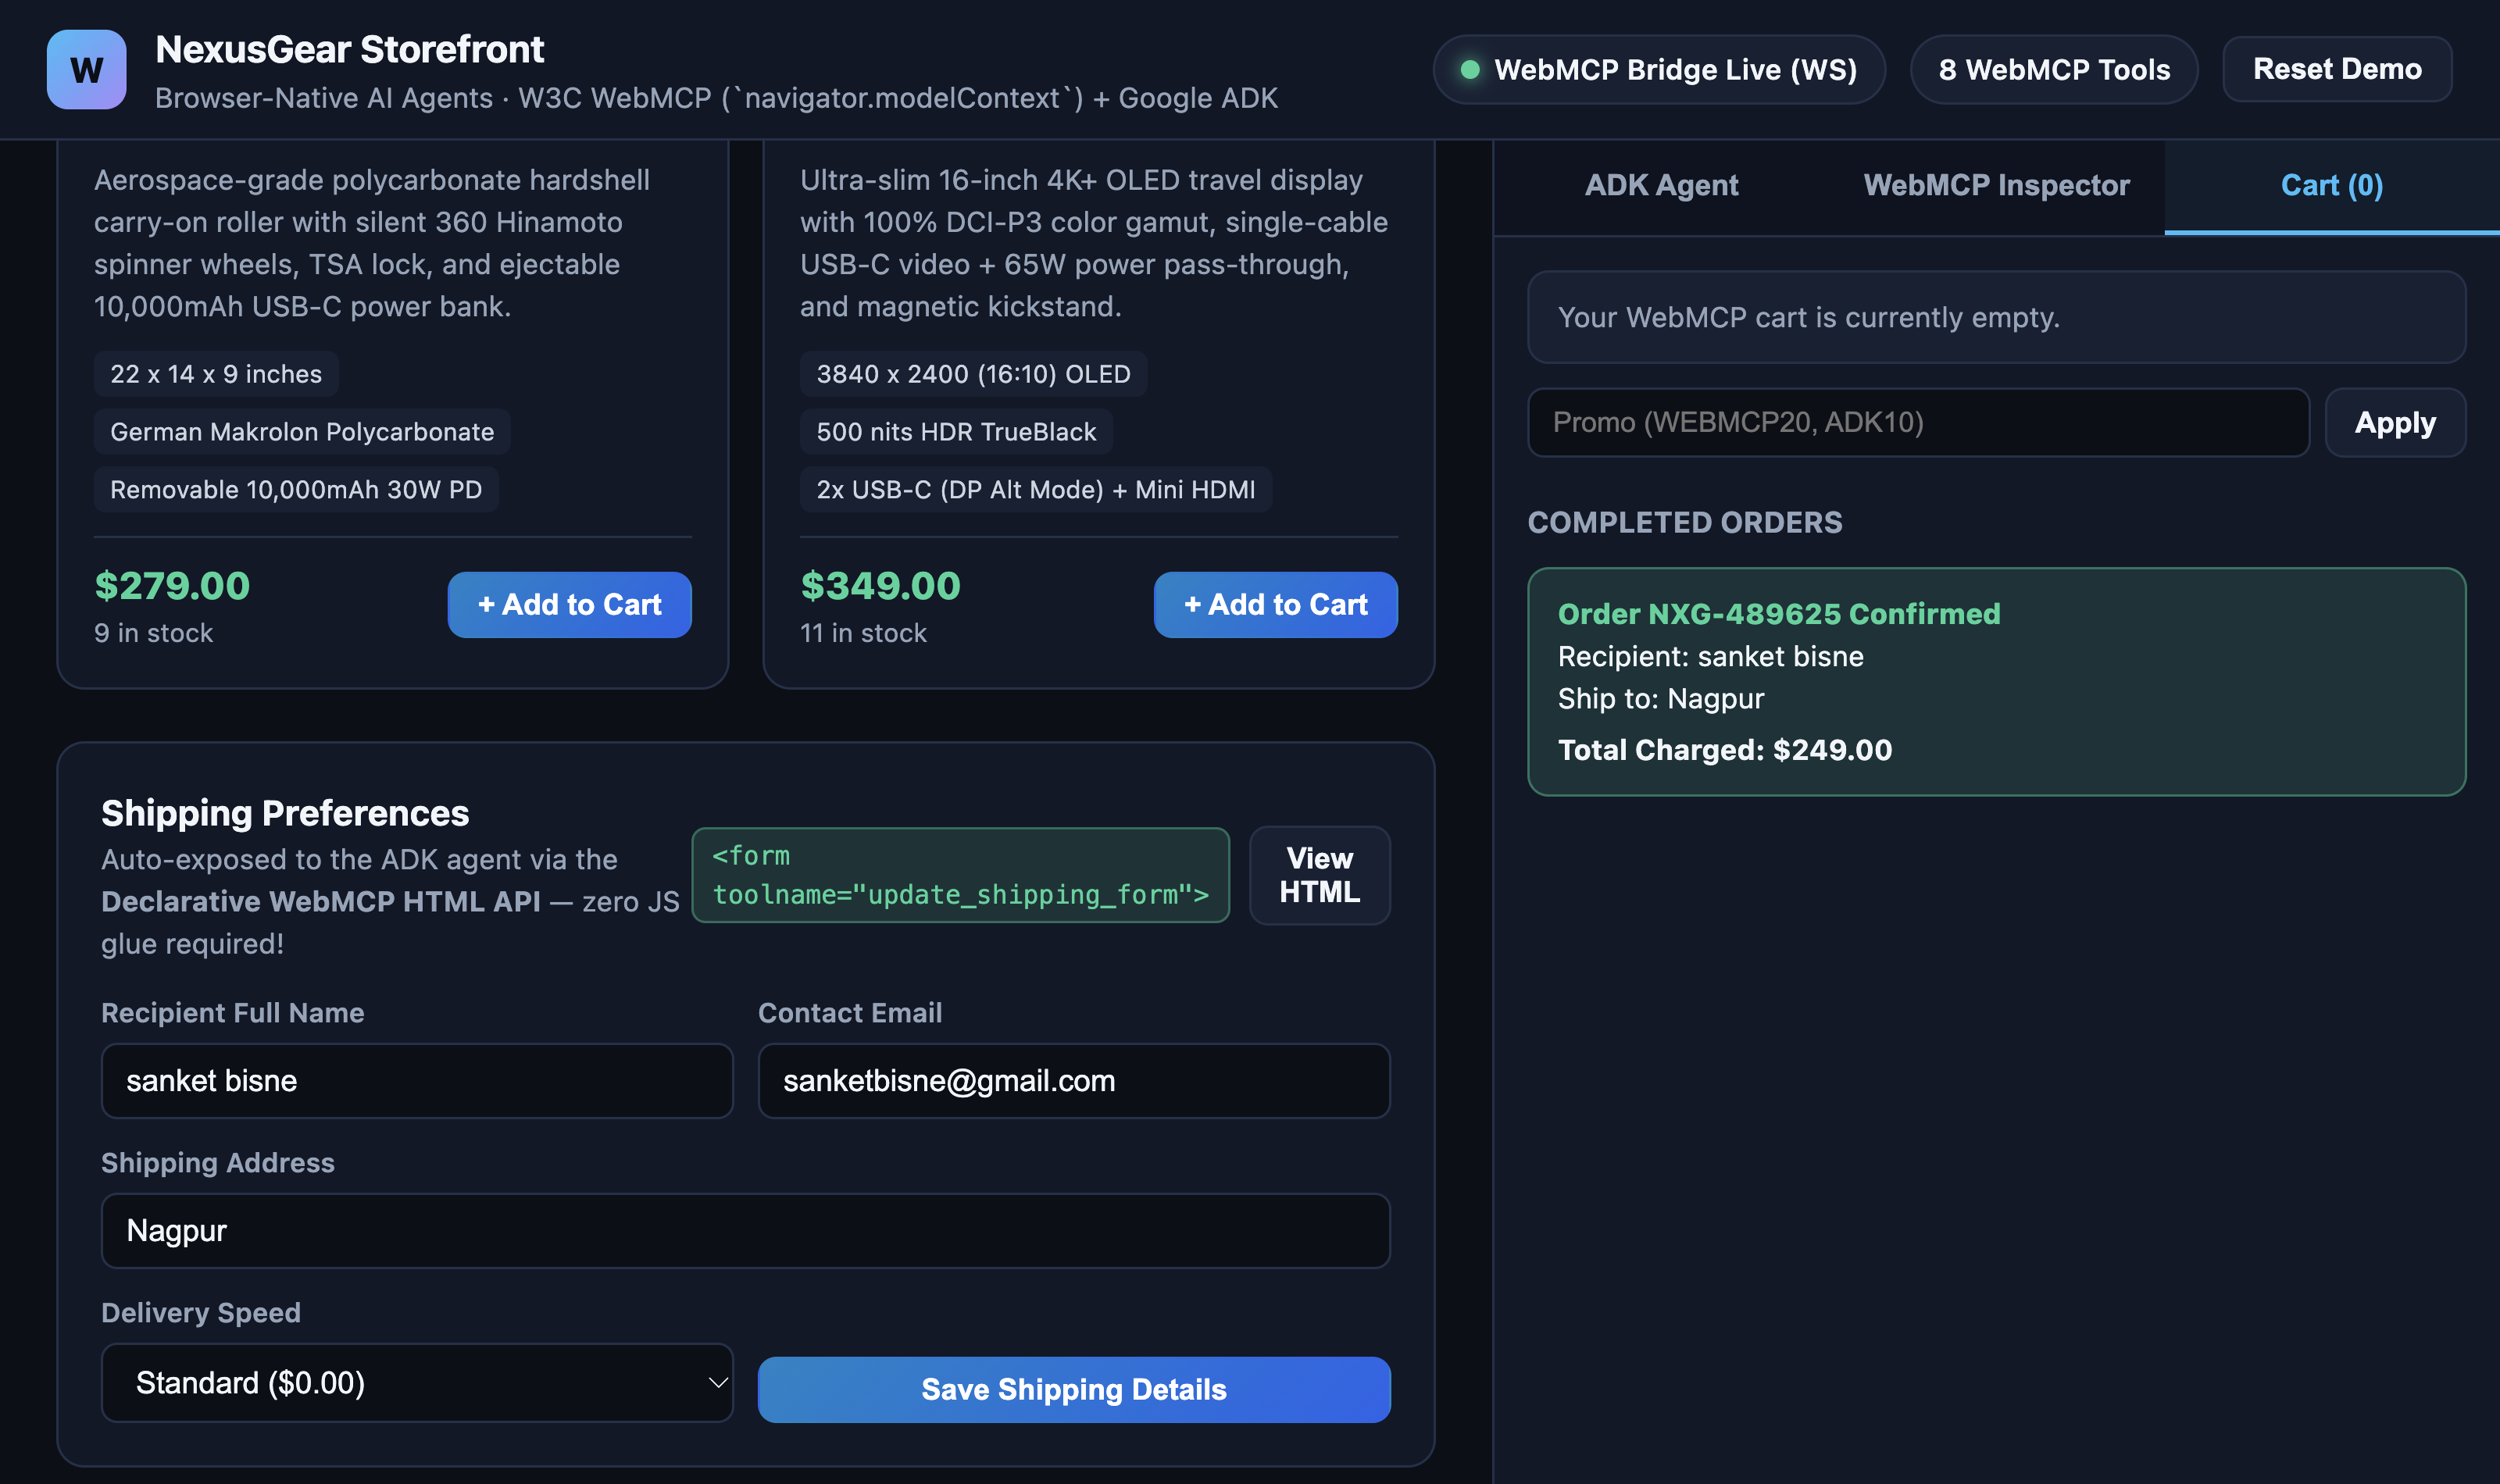 W
NexusGear Storefront
Browser-Native AI Agents · W3C WebMCP (`navigator.modelContext`) + Google ADK
WebMCP Bridge Live (WS)
8 WebMCP Tools
Reset Demo
Aerospace-grade polycarbonate hardshell
carry-on roller with silent 360 Hinamoto
spinner wheels, TSA lock, and ejectable
10,000mAh USB-C power bank.
22 x 14 x 9 inches
German Makrolon Polycarbonate
Removable 10,000mAh 30W PD
$279.00
9 in stock
+ Add to Cart
Ultra-slim 16-inch 4K+ OLED travel display
with 100% DCI-P3 color gamut, single-cable
USB-C video + 65W power pass-through,
and magnetic kickstand.
3840 x 2400 (16:10) OLED
500 nits HDR TrueBlack
2x USB-C (DP Alt Mode) + Mini HDMI
$349.00
11 in stock
+ Add to Cart
Shipping Preferences
Auto-exposed to the ADK agent via the
Declarative WebMCP HTML API — zero JS
glue required!
<form
toolname="update_shipping_form">
View
HTML
Recipient Full Name
sanket bisne
Contact Email
sanketbisne@gmail.com
Shipping Address
Nagpur
Delivery Speed
Standard ($0.00)
Save Shipping Details
ADK Agent
WebMCP Inspector
Cart (0)
Your WebMCP cart is currently empty.
Promo (WEBMCP20, ADK10)
Apply
COMPLETED ORDERS
Order NXG-489625 Confirmed
Recipient: sanket bisne
Ship to: Nagpur
Total Charged: $249.00